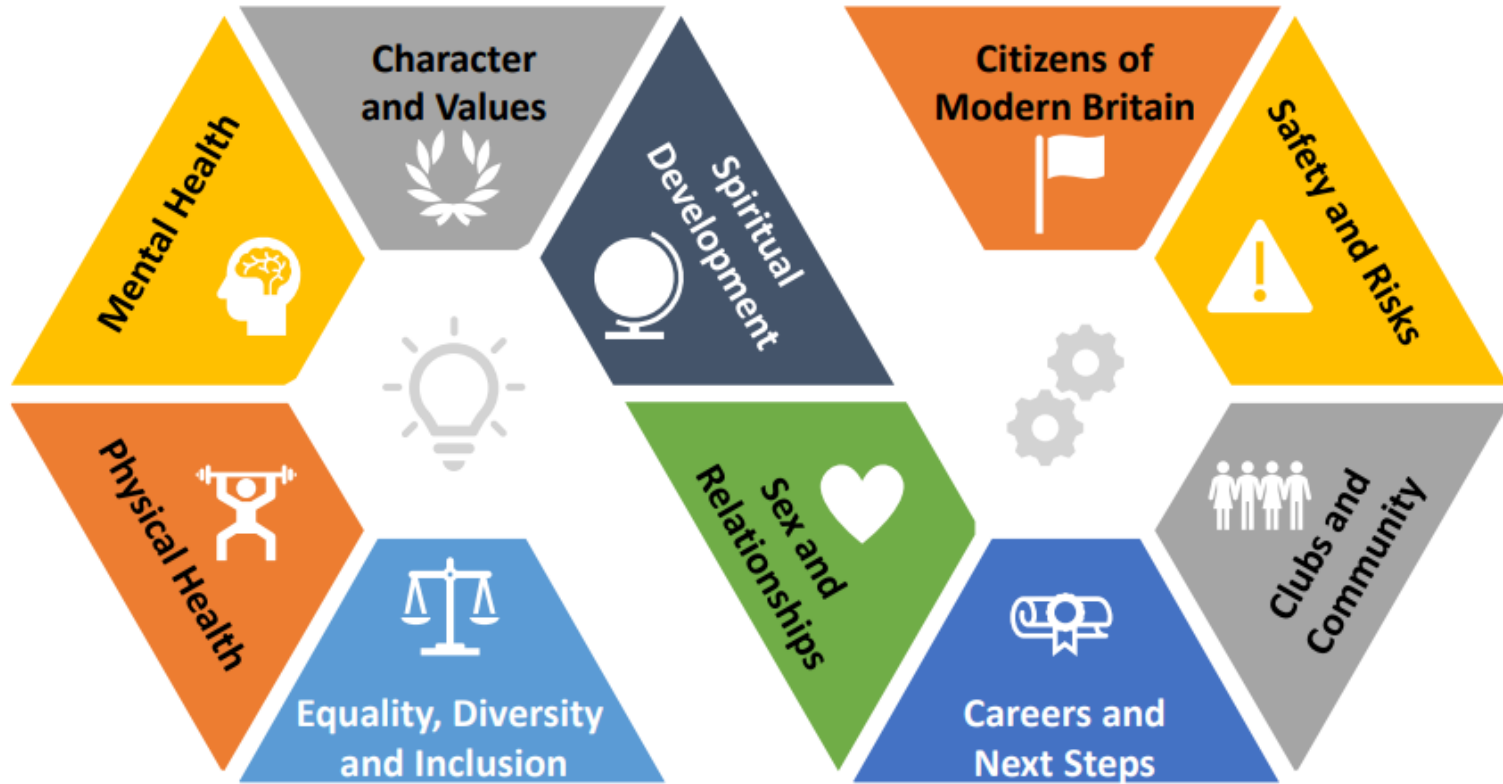 Character
and Values
Citizens of
Modern Britain
Mental Health
Spiritual
Development
Safety and Risks
Physical Health
Sex and
Relationships
Clubs and
Community
Equality, Diversity
and Inclusion
Careers and
Next Steps